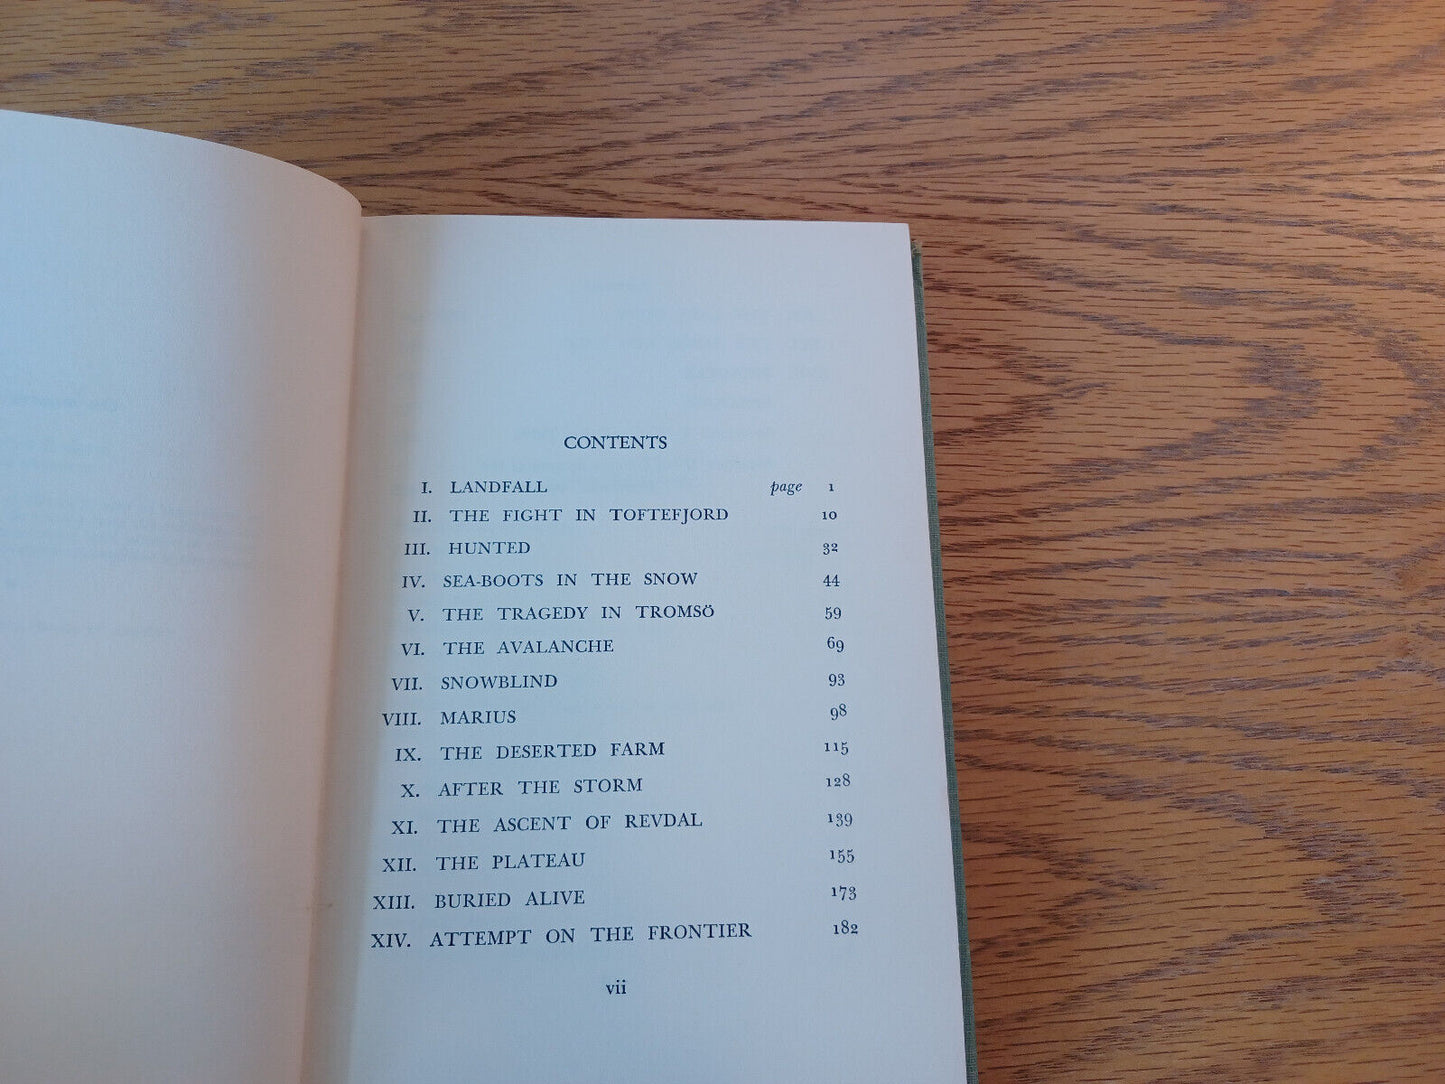 CONTENTS
I. LANDFALL page 1
II. THE FIGHT IN TOFTEFJORD 10
III. HUNTED 32
IV. SEA-BOOTS IN THE SNOW 44
V. THE TRAGEDY IN TROMSÖ 59
VI. THE AVALANCHE 69
VII. SNOWBLIND 93
VIII. MARIUS 98
IX. THE DESERTED FARM 115
X. AFTER THE STORM 128
XI. THE ASCENT OF REVDAL 139
XII. THE PLATEAU 155
XIII. BURIED ALIVE 173
XIV. ATTEMPT ON THE FRONTIER 182
vii